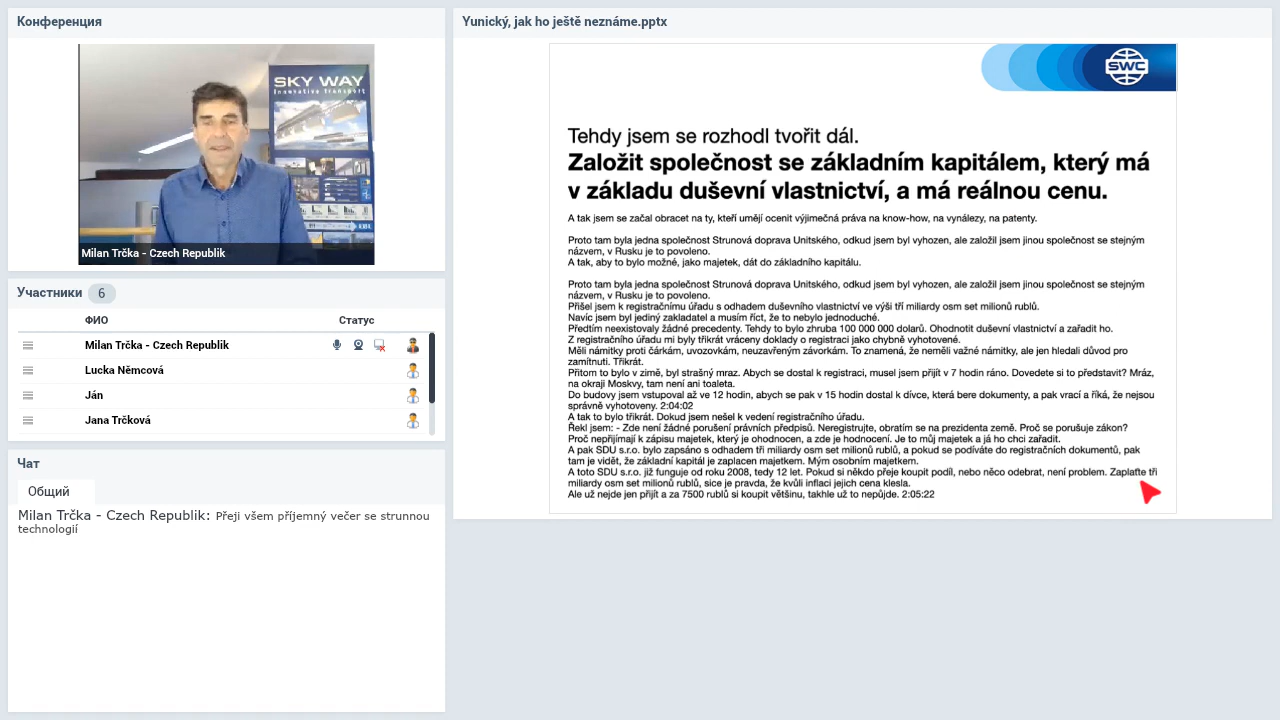 Конференция
SKY WAY
Innovative Transport
Milan Trčka - Czech Republik
Участники 6
ФИО Статус
Milan Trčka - Czech Republik
Lucka Němcová
Ján
Jana Trčková
Чат
Общий
Milan Trčka - Czech Republik: Přeji všem příjemný večer se strunnou
technologií
Yunický, jak ho ještě neznáme.pptx
SWC
Tehdy jsem se rozhodl tvořit dál.
Založit společnost se základním kapitálem, který má
v základu duševní vlastnictví, a má reálnou cenu.
A tak jsem se začal obracet na ty, kteří umějí ocenit výjimečná práva na know-how, na vynálezy, na patenty.
Proto tam byla jedna společnost Strunová doprava Unitského, odkud jsem byl vyhozen, ale založil jsem jinou společnost se stejným
názvem, v Rusku je to povoleno.
A tak, aby to bylo možné, jako majetek, dát do základního kapitálu.
Proto tam byla jedna společnost Strunová doprava Unitského, odkud jsem byl vyhozen, ale založil jsem jinou společnost se stejným
názvem, v Rusku je to povoleno.
Přišel jsem k registračnímu úřadu s odhadem duševního vlastnictví ve výši tří miliardy osm set milionů rublů.
Navíc jsem byl jediný zakladatel a musím říct, že to nebylo jednoduché.
Předtím neexistovaly žádné precedenty. Tehdy to bylo zhruba 100 000 000 dolarů. Ohodnotit duševní vlastnictví a zařadit ho.
Z registračního úřadu mi byly třikrát vráceny doklady o registraci jako chybně vyhotovené.
Měli námitky proti čárkám, uvozovkám, neuzavřeným závorkám. To znamená, že neměli vážné námitky, ale jen hledali důvod pro
zamítnuti. Třikrát.
Přitom to bylo v zimě, byl strašný mraz. Abych se dostal k registraci, musel jsem přijít v 7 hodin ráno. Dovedete si to představit? Mráz,
na okraji Moskvy, tam není ani toaleta.
Do budovy jsem vstupoval až ve 12 hodin, abych se pak v 15 hodin dostal k dívce, která bere dokumenty, a pak vrací a říká, že nejsou
správně vyhotoveny. 2:04:02
A tak to bylo třikrát. Dokud jsem nešel k vedení registračního úřadu.
Řekl jsem: - Zde není žádné porušení právních předpisů. Neregistrujte, obratím se na prezidenta země. Proč se porušuje zákon?
Proč nepřijímají k zápisu majetek, který je ohodnocen, a zde je hodnocení. Je to můj majetek a já ho chci zařadit.
A pak SDU s.r.o. bylo zapsáno s odhadem tři miliardy osm set milionů rublů, a pokud se podíváte do registračních dokumentů, pak
tam je vidět, že základní kapitál je zaplacen majetkem. Mým osobním majetkem.
A toto SDU s.r.o. již funguje od roku 2008, tedy 12 let. Pokud si někdo přeje koupit podíl, nebo něco odebrat, není problem. Zaplaťte tři
miliardy osm set milionů rublů, sice je pravda, že kvůli inflaci jejich cena klesla.
Ale už nejde jen přijít a za 7500 rublů si koupit většinu, takhle už to nepůjde. 2:05:22